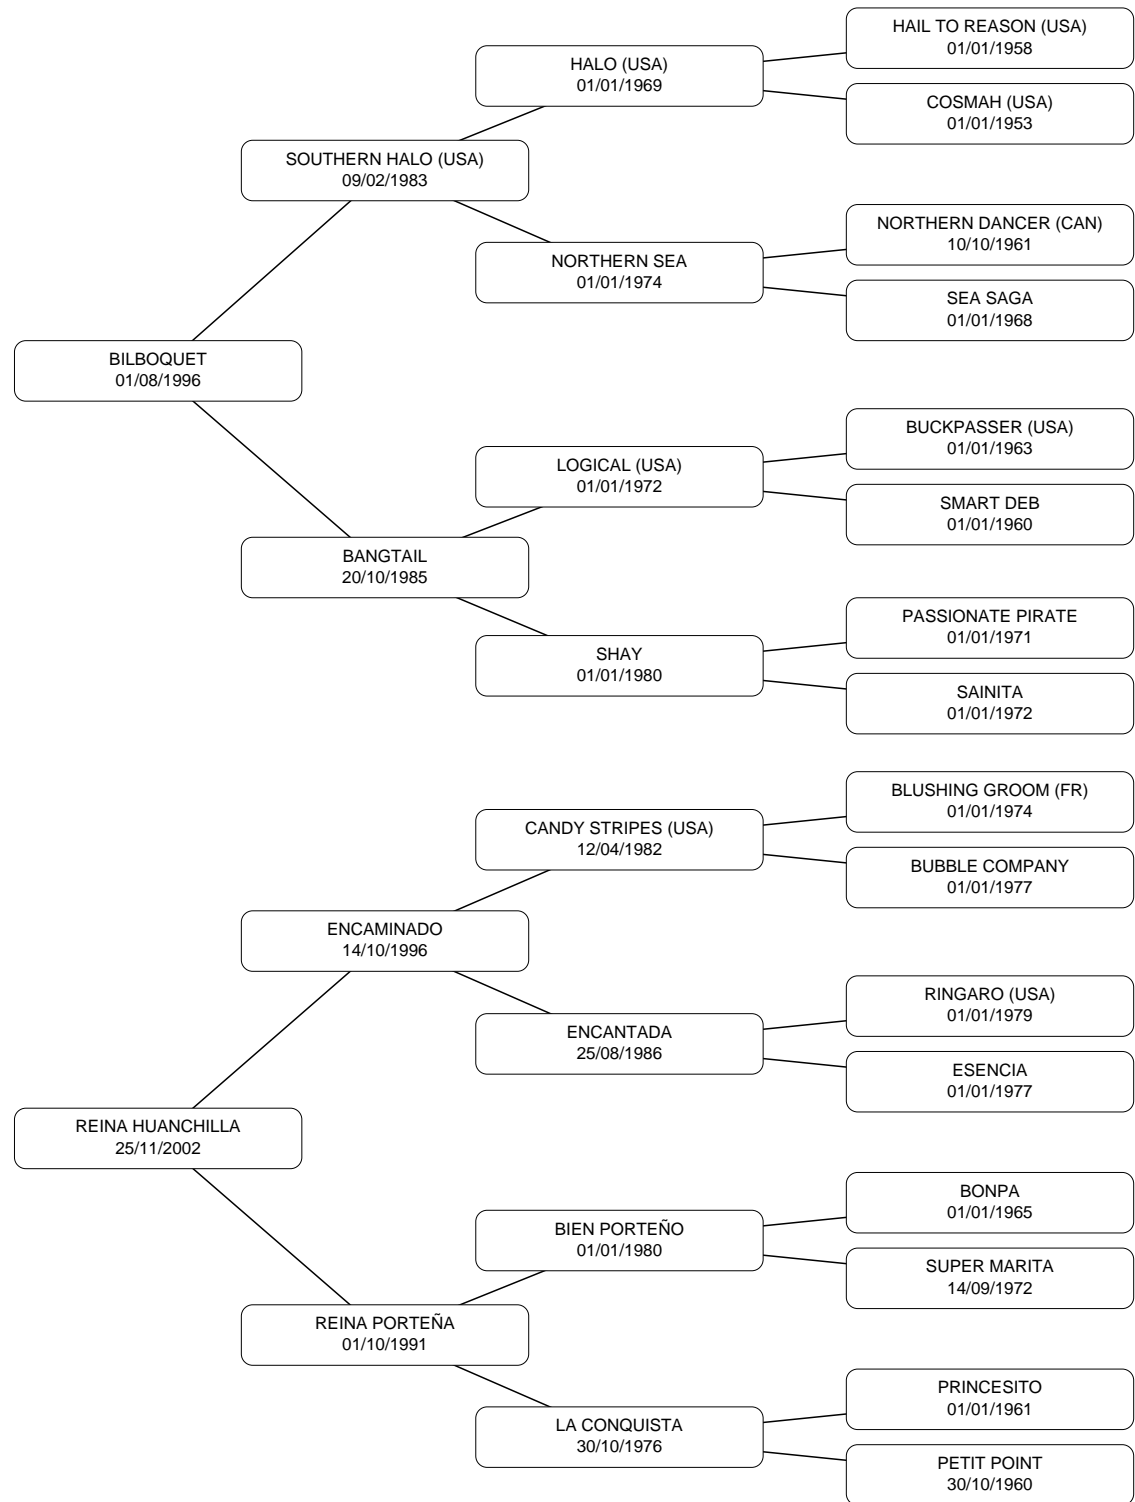 HAIL TO REASON (USA)
01/01/1958
HALO (USA)
01/01/1969
COSMAH (USA)
01/01/1953
SOUTHERN HALO (USA)
09/02/1983
NORTHERN DANCER (CAN)
10/10/1961
NORTHERN SEA
01/01/1974
SEA SAGA
01/01/1968
BILBOQUET
01/08/1996
BUCKPASSER (USA)
01/01/1963
LOGICAL (USA)
01/01/1972
SMART DEB
01/01/1960
BANGTAIL
20/10/1985
PASSIONATE PIRATE
01/01/1971
SHAY
01/01/1980
SAINITA
01/01/1972
BLUSHING GROOM (FR)
01/01/1974
CANDY STRIPES (USA)
12/04/1982
BUBBLE COMPANY
01/01/1977
ENCAMINADO
14/10/1996
RINGARO (USA)
01/01/1979
ENCANTADA
25/08/1986
ESENCIA
01/01/1977
REINA HUANCHILLA
25/11/2002
BONPA
01/01/1965
BIEN PORTEÑO
01/01/1980
SUPER MARITA
14/09/1972
REINA PORTEÑA
01/10/1991
PRINCESITO
01/01/1961
LA CONQUISTA
30/10/1976
PETIT POINT
30/10/1960